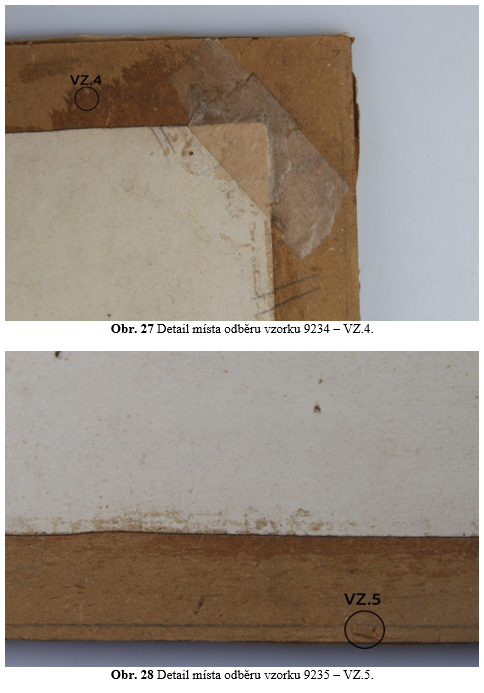 VZ.4
Obr. 27 Detail místa odběru vzorku 9234 – VZ.4.
VZ.5
Obr. 28 Detail místa odběru vzorku 9235 – VZ.5.